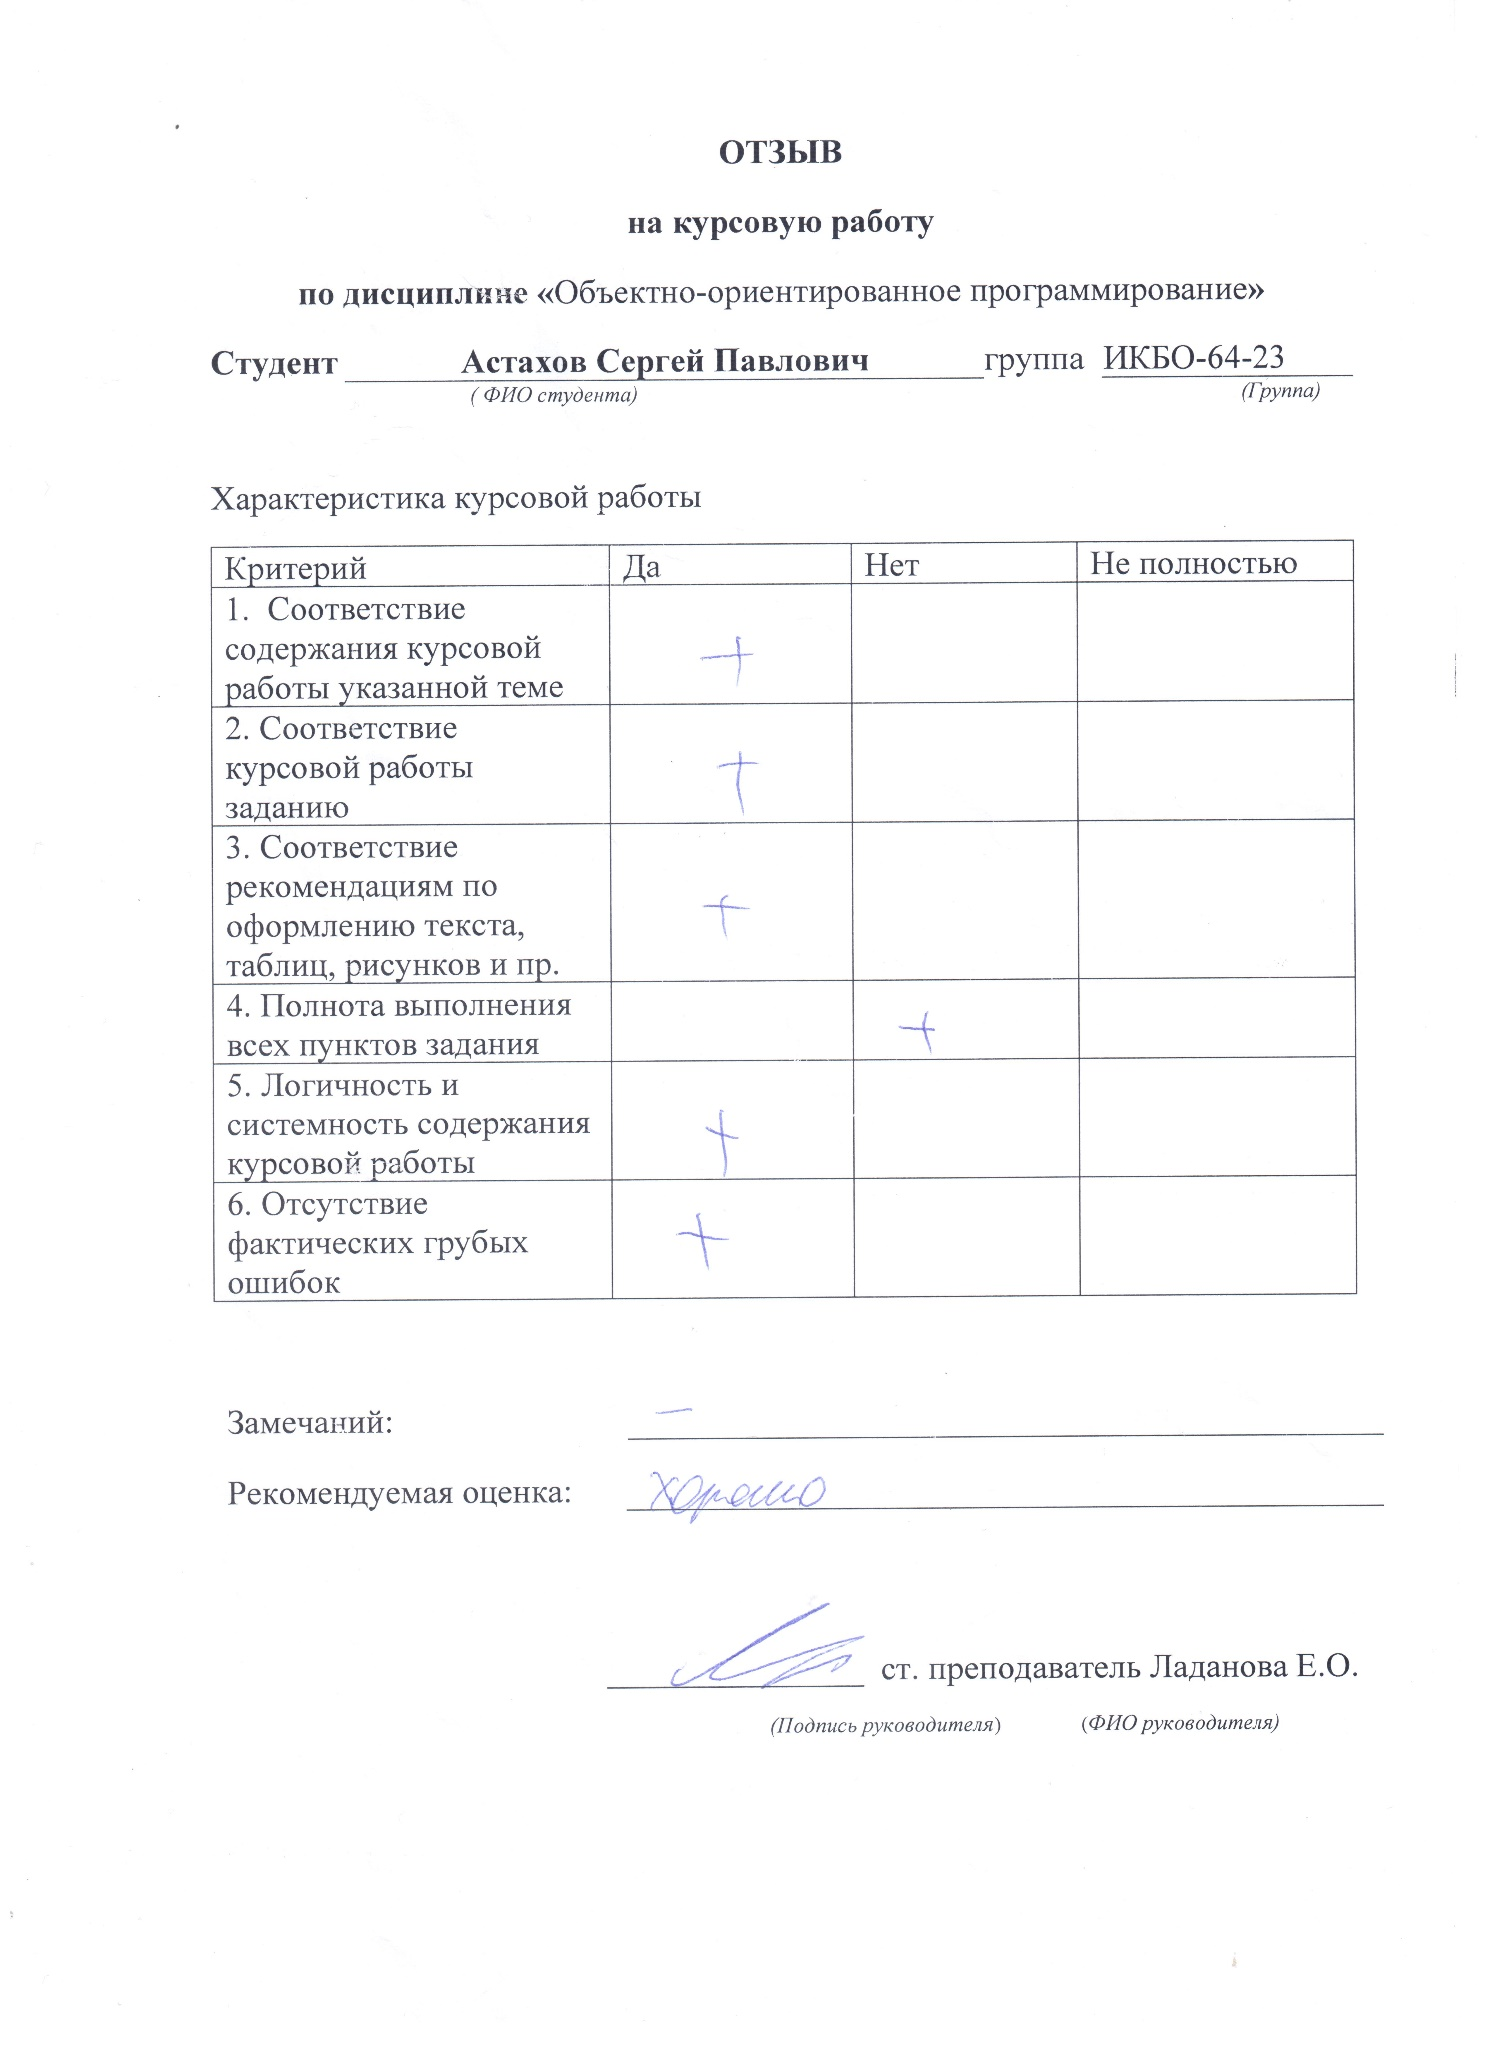 ОТЗЫВ
на курсовую работу
по дисциплине «Объектно-ориентированное программирование»
Студент Астахов Сергей Павлович группа ИКБО-64-23
( ФИО студента) (Группа)
Характеристика курсовой работы
Критерий Да Нет Не полностью
1. Соответствие
содержания курсовой
работы указанной теме +
2. Соответствие
курсовой работы
заданию +
3. Соответствие
рекомендациям по
оформлению текста,
таблиц, рисунков и пр. +
4. Полнота выполнения
всех пунктов задания +
5. Логичность и
системность содержания
курсовой работы +
6. Отсутствие
фактических грубых
ошибок +
Замечаний: —
Рекомендуемая оценка: хорошо
ст. преподаватель Ладанова Е.О.
(Подпись руководителя) (ФИО руководителя)